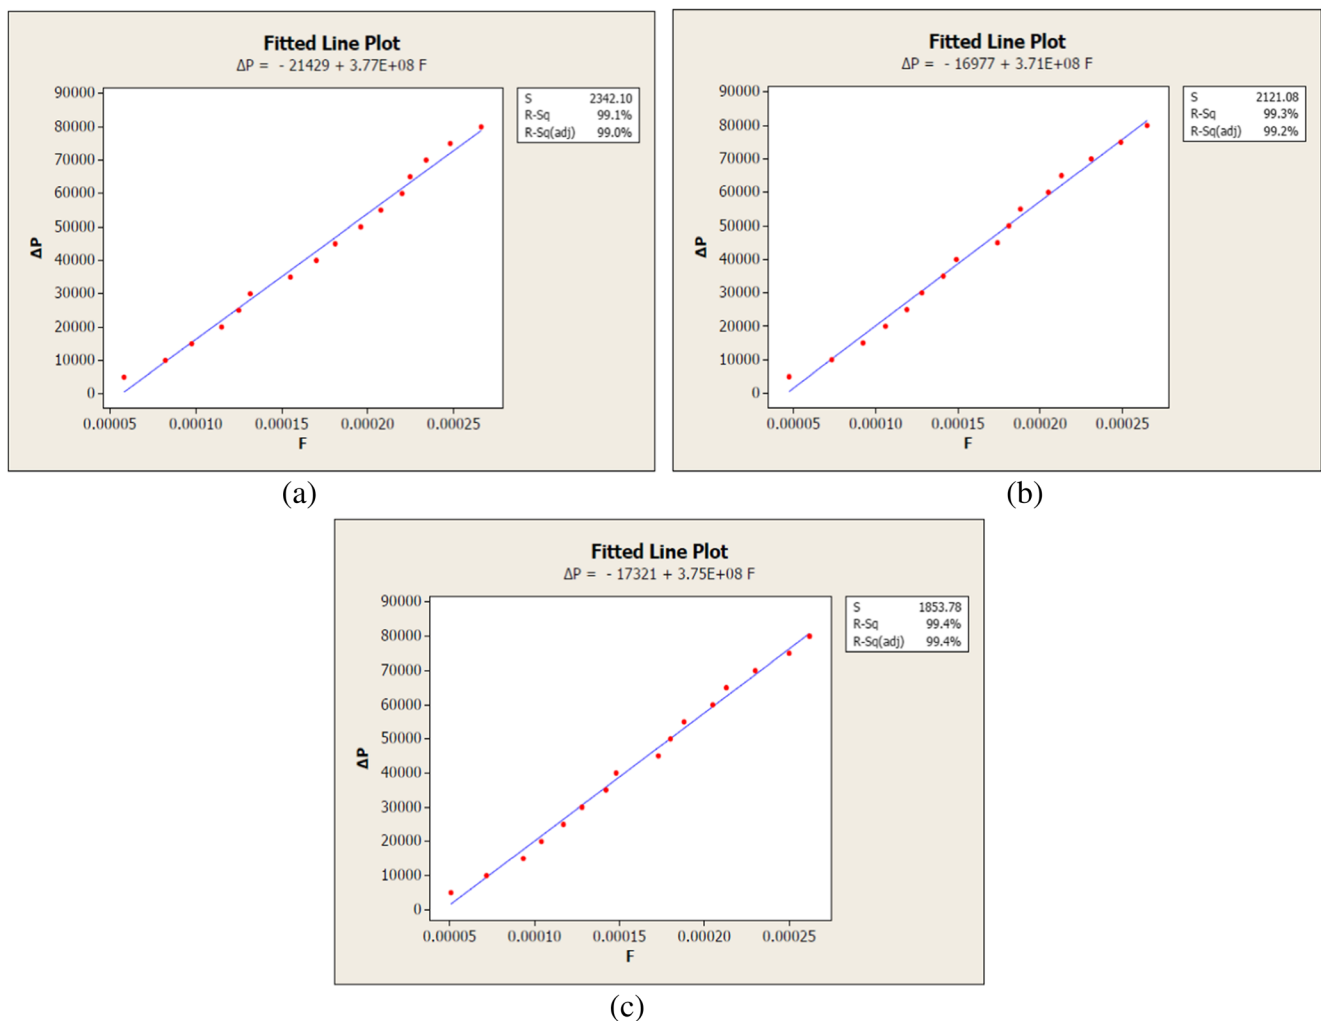 Fitted Line Plot
ΔP = - 21429 + 3.77E+08 F
S 2342.10
R-Sq 99.1%
R-Sq(adj) 99.0%
90000
80000
70000
60000
50000
40000
30000
20000
10000
0
ΔP
0.00005 0.00010 0.00015 0.00020 0.00025
F
(a)
Fitted Line Plot
ΔP = - 16977 + 3.71E+08 F
S 2121.08
R-Sq 99.3%
R-Sq(adj) 99.2%
90000
80000
70000
60000
50000
40000
30000
20000
10000
0
ΔP
0.00005 0.00010 0.00015 0.00020 0.00025
F
(b)
Fitted Line Plot
ΔP = - 17321 + 3.75E+08 F
S 1853.78
R-Sq 99.4%
R-Sq(adj) 99.4%
90000
80000
70000
60000
50000
40000
30000
20000
10000
0
ΔP
0.00005 0.00010 0.00015 0.00020 0.00025
F
(c)